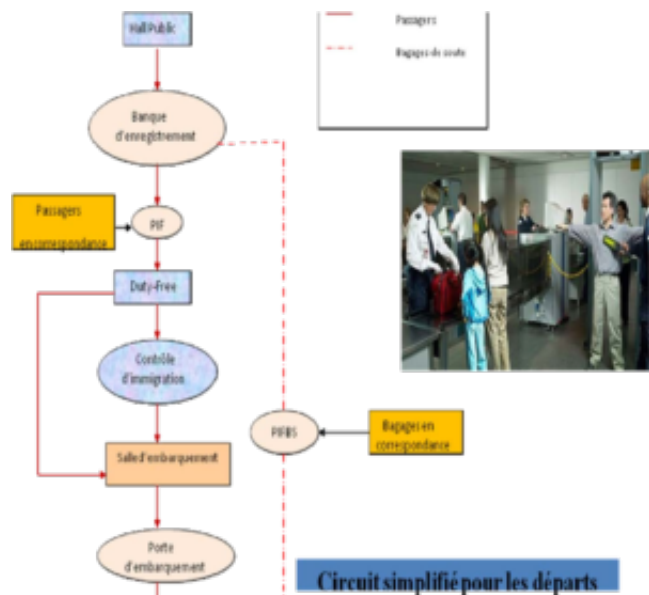 Hall Public
Passagers
Bagages de soute
Banque
d'enregistrement
Passagers
en correspondance
PIF
Duty-Free
Contrôle
d'immigration
PIFBS
Bagages en
correspondance
Salle d'embarquement
Porte
d'embarquement
Circuit simplifié pour les départs